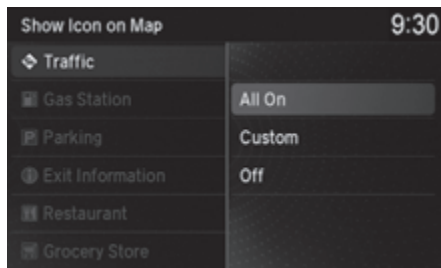 Show Icon on Map 9:30
Traffic
Gas Station
All On
P Parking
Custom
Exit Information
Off
Restaurant
Grocery Store